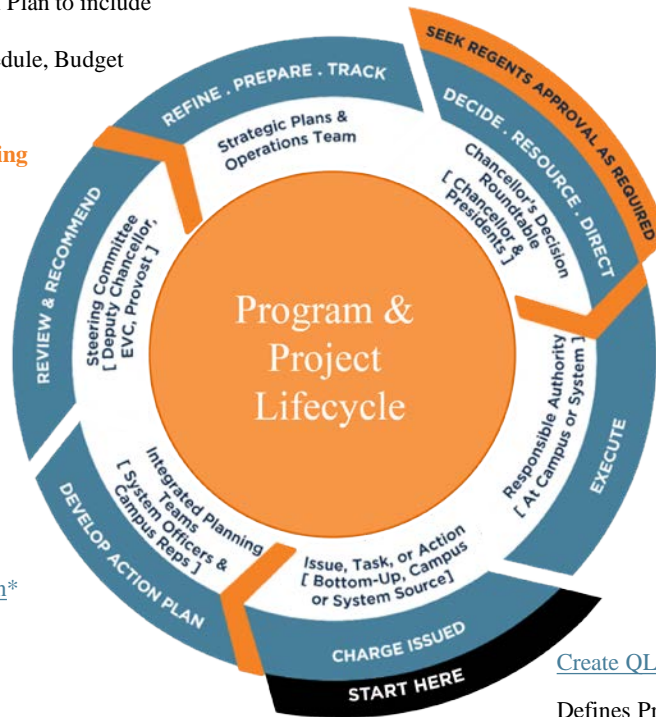 Plan to include
edule, Budget
ing
SEEK REGENTS APPROVAL AS REQUIRED
REFINE . PREPARE . TRACK
DECIDE . RESOURCE . DIRECT
Strategic Plans &
Operations Team
Chancellor's Decision
Roundtable
[ Chancellor &
Presidents ]
REVIEW & RECOMMEND
Steering Committee
[ Deputy Chancellor,
EVC, Provost ]
Program &
Project
Lifecycle
Responsible Authority
[ At Campus or System ]
EXECUTE
DEVELOP ACTION PLAN
Integrated Planning
Teams
[ System Officers &
Campus Reps ]
Issue, Task, or Action
[ Bottom-Up, Campus
or System Source]
CHARGE ISSUED
START HERE
n*
Create QL
Defines Pr